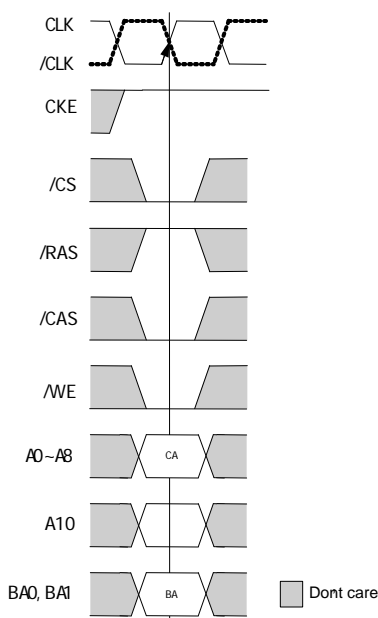 CLK
/CLK
CKE
/CS
/RAS
/CAS
/WE
A0~A8
CA
A10
BA0, BA1
BA
Dont care